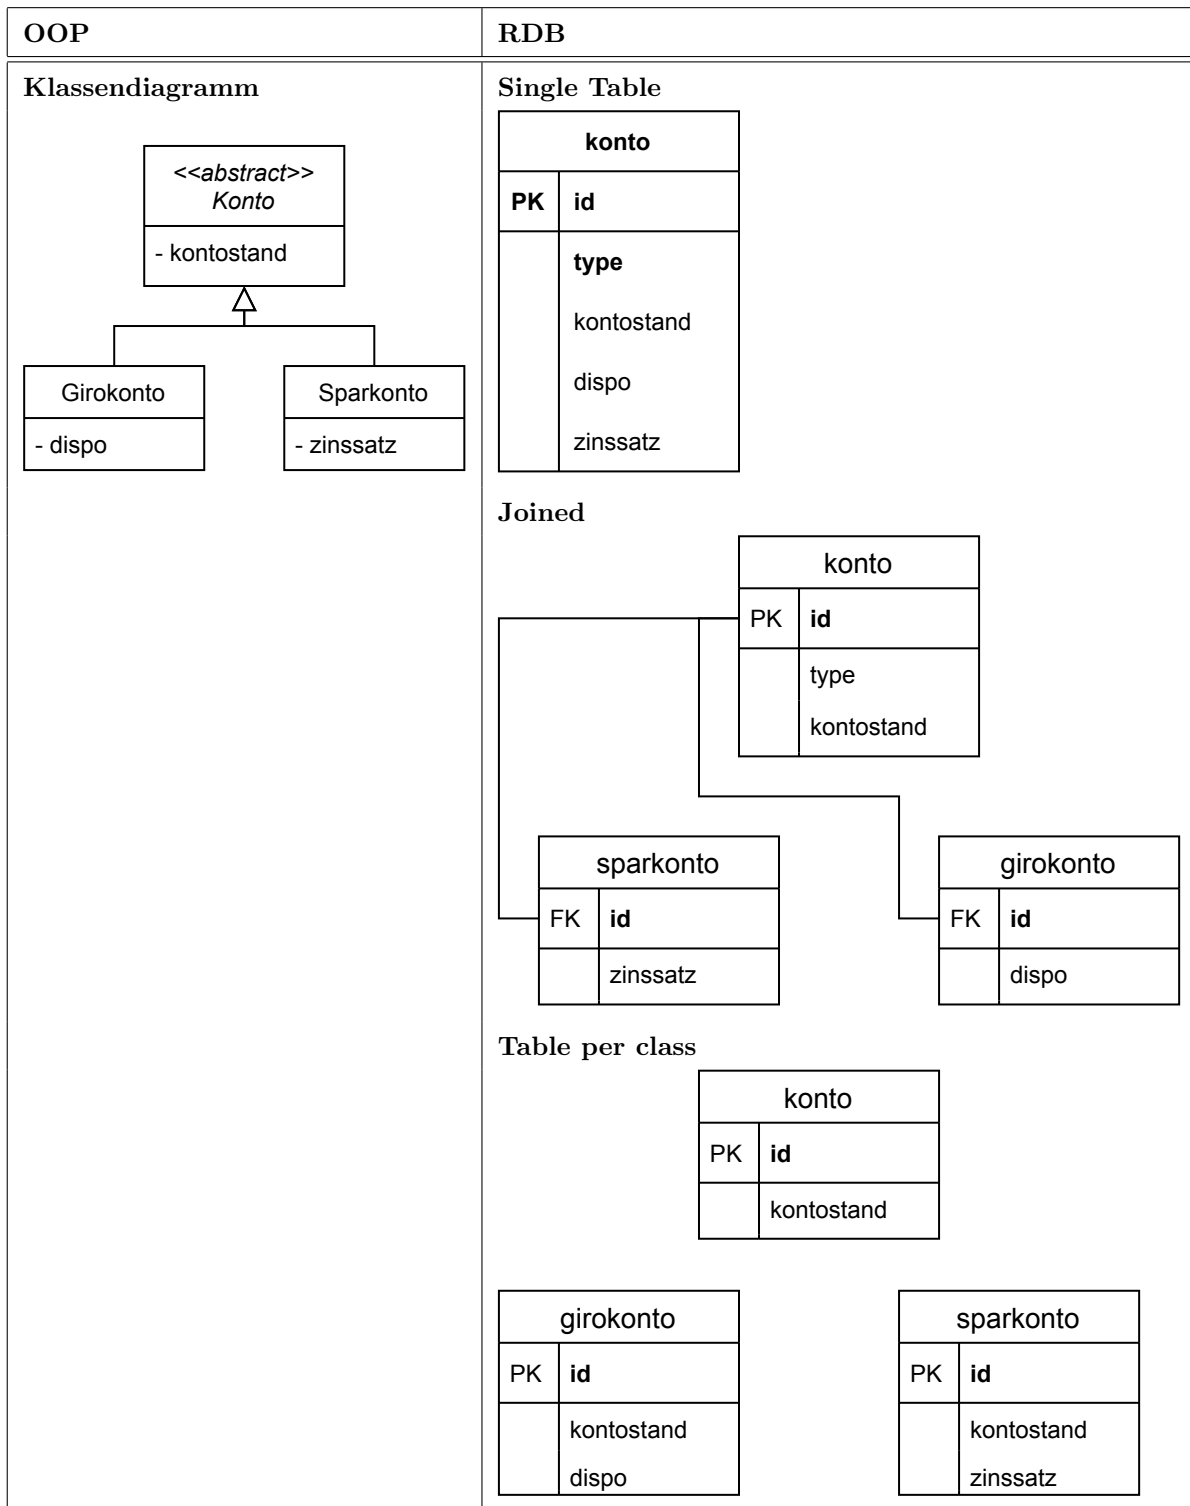 OOP
RDB
Klassendiagramm
<<abstract>>
Konto
- kontostand
Girokonto
- dispo
Sparkonto
- zinssatz
Single Table
konto
PK id
type
kontostand
dispo
zinssatz
Joined
konto
PK id
type
kontostand
sparkonto
FK id
zinssatz
girokonto
FK id
dispo
Table per class
konto
PK id
kontostand
girokonto
PK id
kontostand
dispo
sparkonto
PK id
kontostand
zinssatz